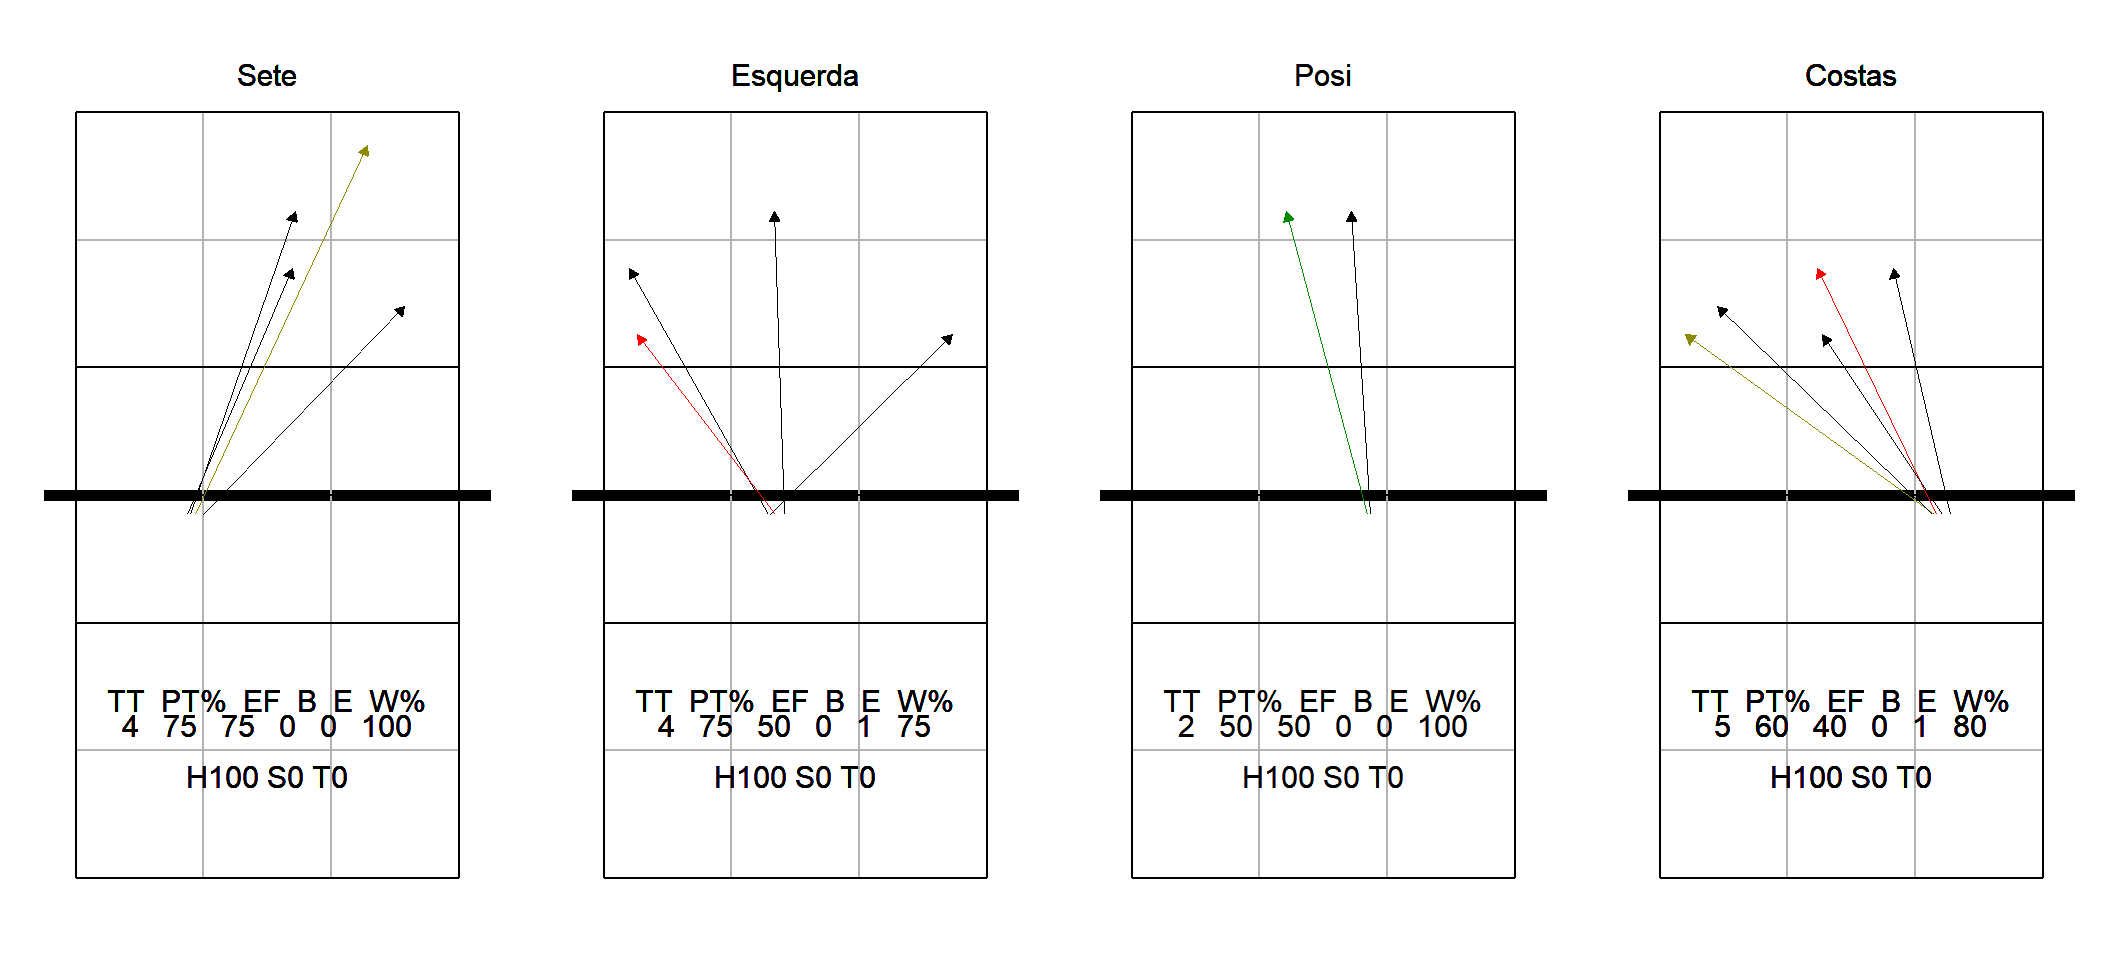 Sete
TT PT% EF B E W%
4 75 75 0 0 100
H100 S0 T0
Esquerda
TT PT% EF B E W%
4 75 50 0 1 75
H100 S0 T0
Posi
TT PT% EF B E W%
2 50 50 0 0 100
H100 S0 T0
Costas
TT PT% EF B E W%
5 60 40 0 1 80
H100 S0 T0